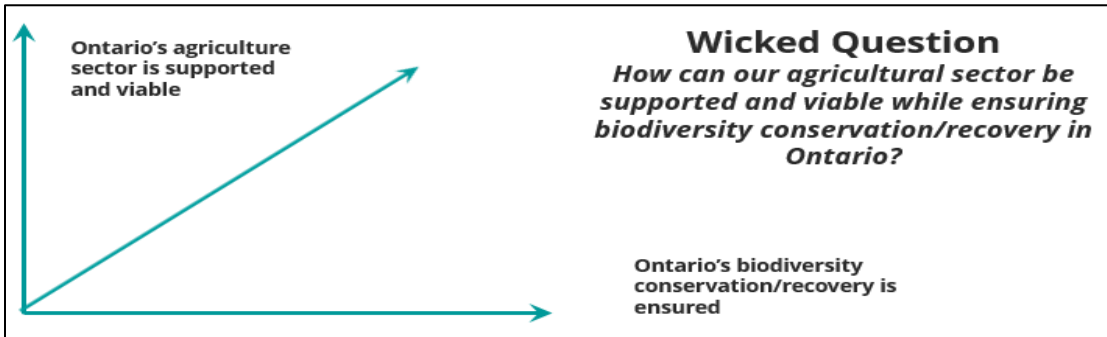 Ontario’s agriculture
sector is supported
and viable
Wicked Question
How can our agricultural sector be
supported and viable while ensuring
biodiversity conservation/recovery in
Ontario?
Ontario’s biodiversity
conservation/recovery is
ensured